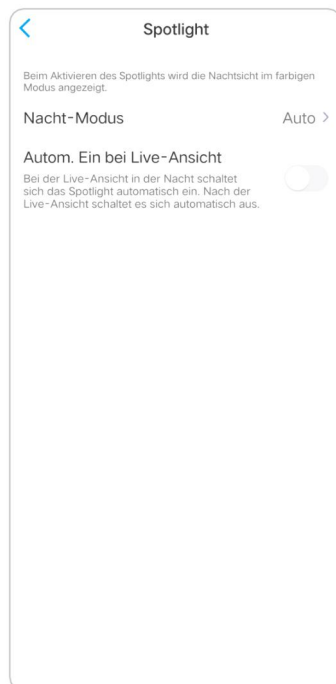 Spotlight
Beim Aktivieren des Spotlights wird die Nachtsicht im farbigen
Modus angezeigt.
Nacht-Modus Auto >
Autom. Ein bei Live-Ansicht
Bei der Live-Ansicht in der Nacht schaltet
sich das Spotlight automatisch ein. Nach der
Live-Ansicht schaltet es sich automatisch aus.